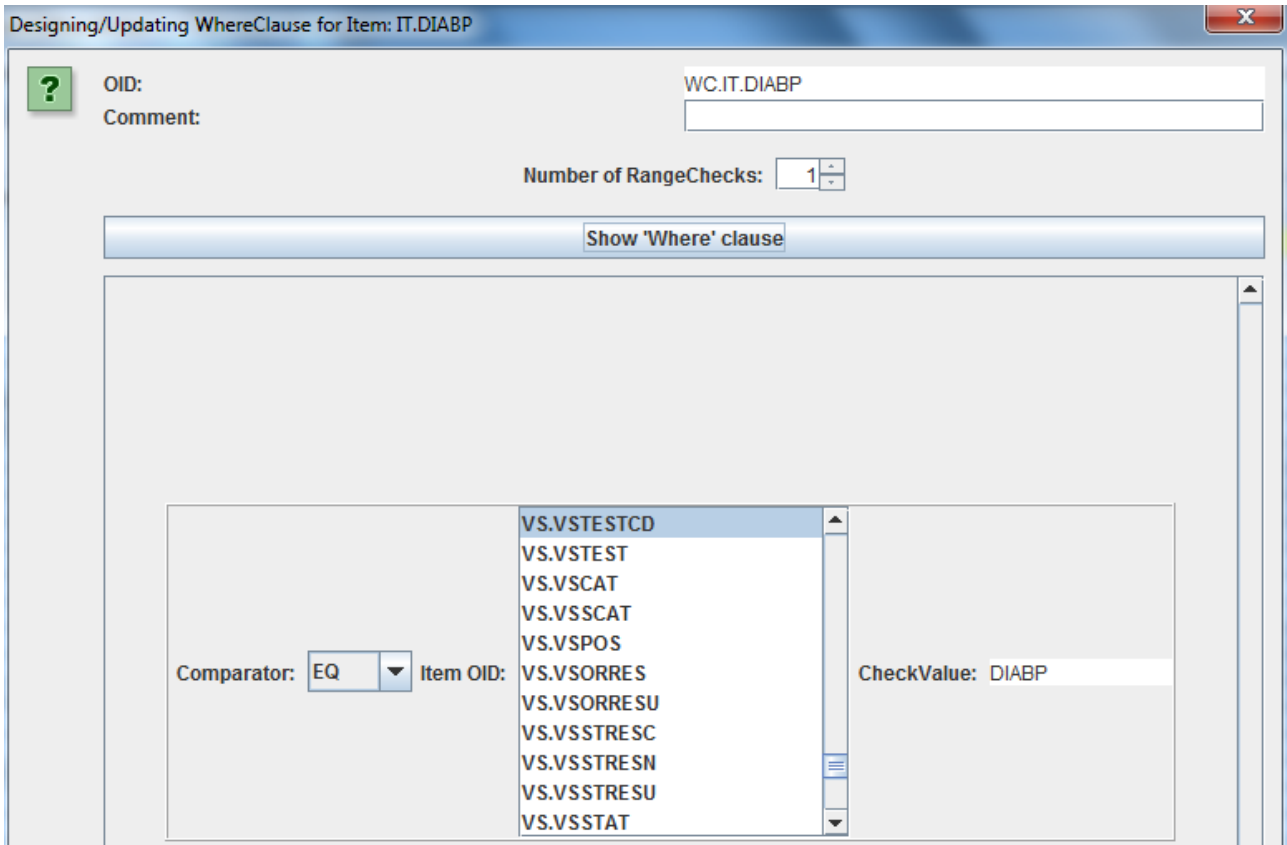 Designing/Updating WhereClause for Item: IT.DIABP
X
?
OID: WC.IT.DIABP
Comment:
Number of RangeChecks: 1
Show 'Where' clause
VS.VSTESTCD
VS.VSTEST
VS.VSCAT
VS.VSSCAT
VS.VSPOS
Comparator: EQ Item OID: VS.VSORRES CheckValue: DIABP
VS.VSORRESU
VS.VSSTRESC
VS.VSSTRESN
VS.VSSTRESU
VS.VSSTAT